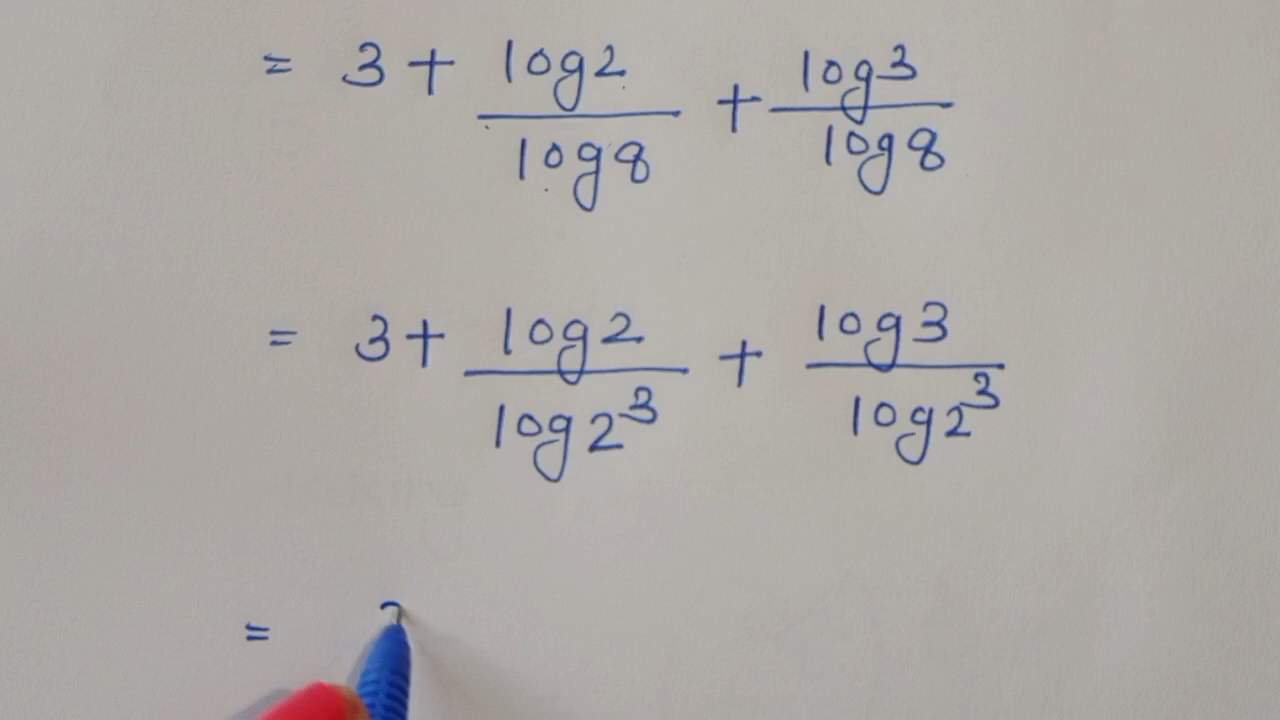 = 3 + log2/log8 + log3/log8
= 3 + log2/log2³ + log3/log2³
=